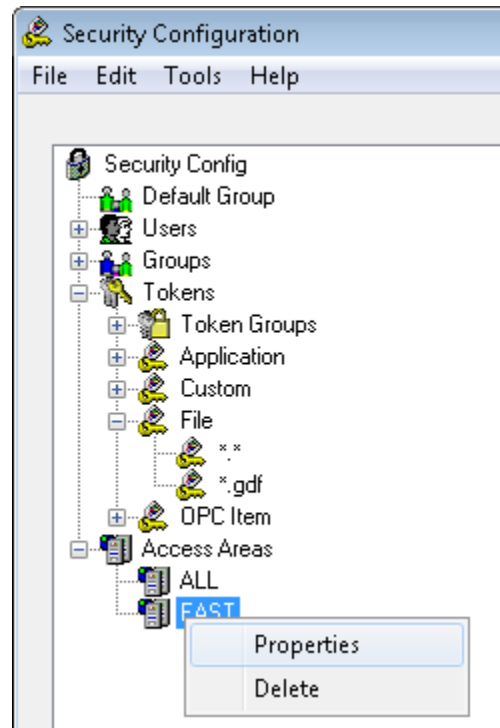 Security Configuration
File Edit Tools Help
Security Config
Default Group
Users
Groups
Tokens
Token Groups
Application
Custom
File
*.*
*.gdf
OPC Item
Access Areas
ALL
EAST
Properties
Delete